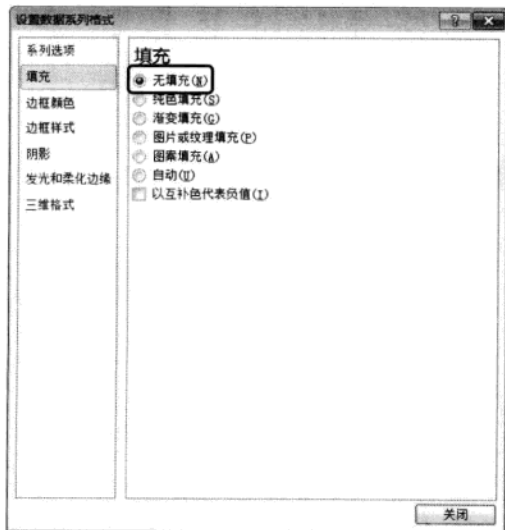 设置数据系列格式
系列选项
填充
边框颜色
边框样式
阴影
发光和柔化边缘
三维格式
填充
无填充(N)
纯色填充(S)
渐变填充(G)
图片或纹理填充(P)
图案填充(A)
自动(U)
以互补色代表负值(I)
关闭